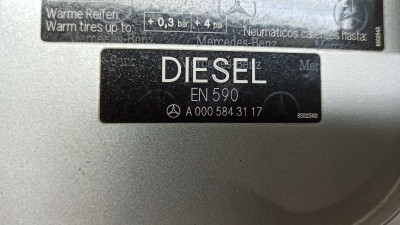 Warme Reifen
Warm tires up to: + 0,3 bar + 4 psi Neumáticos calientes hasta:
Mercedes-Benz
DIESEL
EN 590
A 000 584 31 17